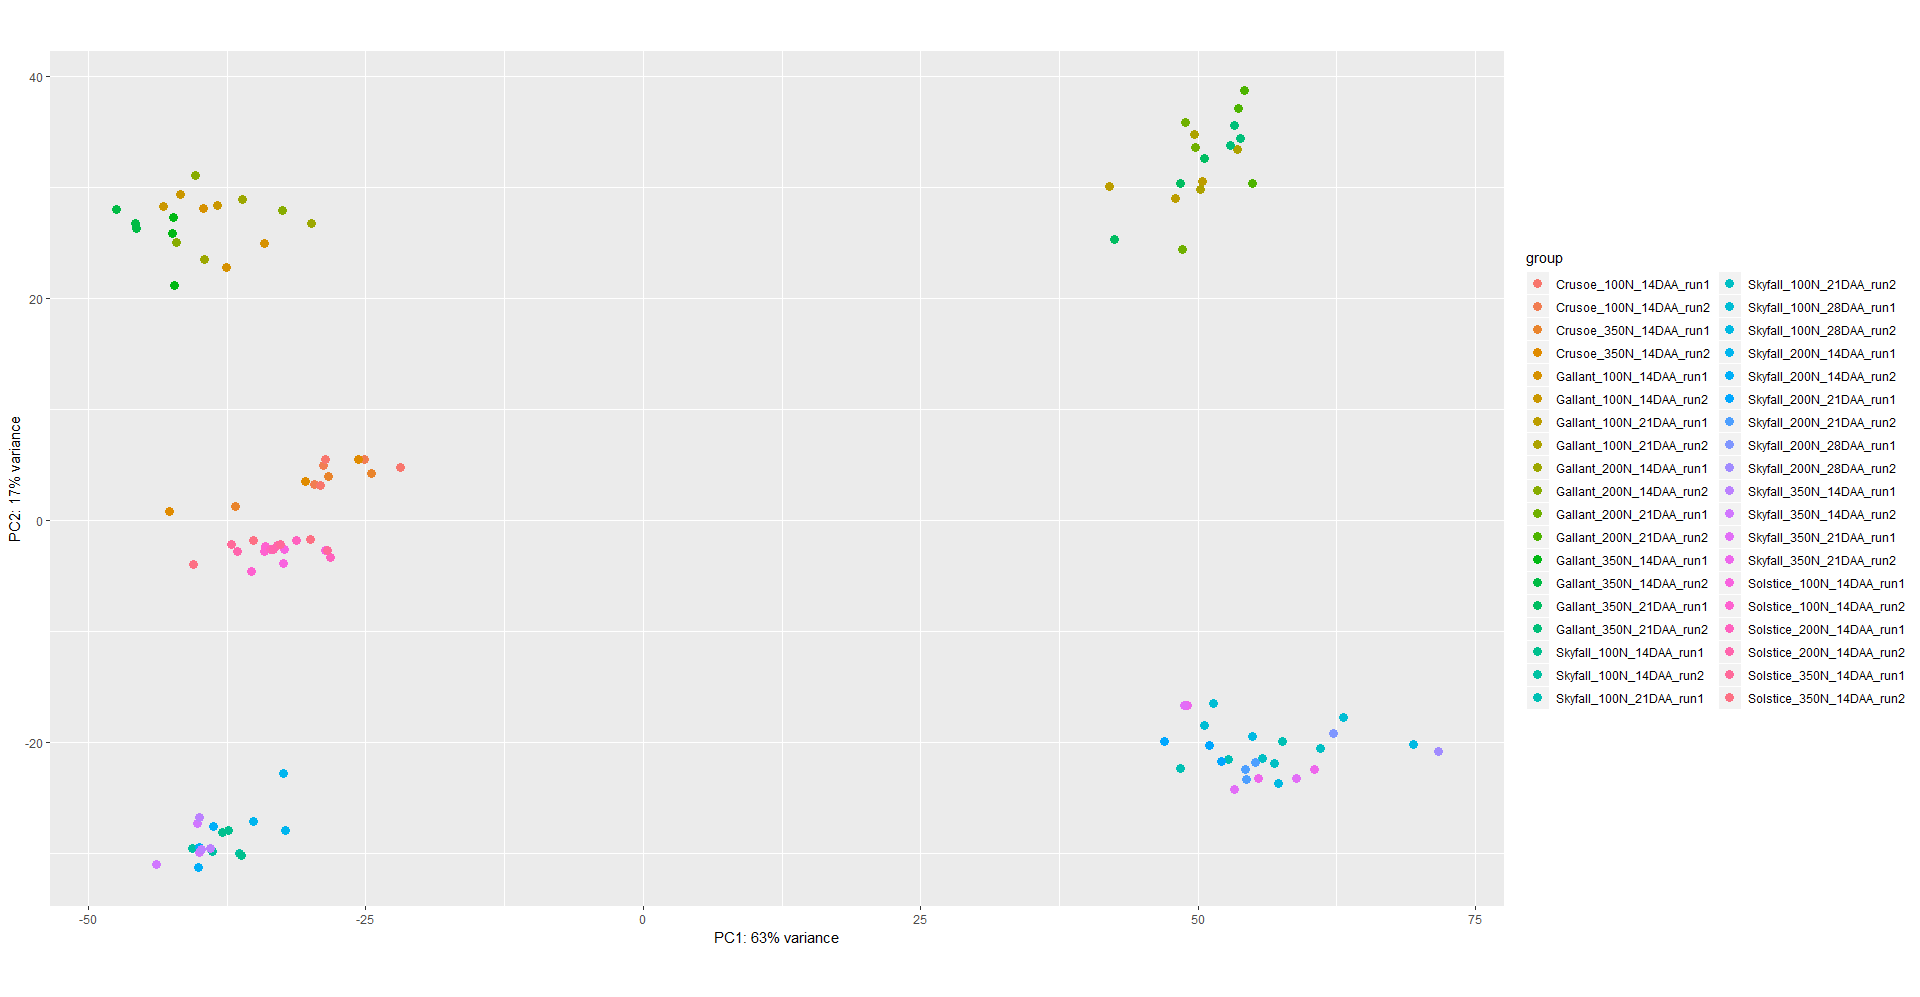 40
20
0
-20
-50
-25
0
25
50
75
PC1: 63% variance
PC2: 17% variance
group
Crusoe_100N_14DAA_run1
Crusoe_100N_14DAA_run2
Crusoe_350N_14DAA_run1
Crusoe_350N_14DAA_run2
Gallant_100N_14DAA_run1
Gallant_100N_14DAA_run2
Gallant_100N_21DAA_run1
Gallant_100N_21DAA_run2
Gallant_200N_14DAA_run1
Gallant_200N_14DAA_run2
Gallant_200N_21DAA_run1
Gallant_200N_21DAA_run2
Gallant_350N_14DAA_run1
Gallant_350N_14DAA_run2
Gallant_350N_21DAA_run1
Gallant_350N_21DAA_run2
Skyfall_100N_14DAA_run1
Skyfall_100N_14DAA_run2
Skyfall_100N_21DAA_run1
Skyfall_100N_21DAA_run2
Skyfall_100N_28DAA_run1
Skyfall_100N_28DAA_run2
Skyfall_200N_14DAA_run1
Skyfall_200N_14DAA_run2
Skyfall_200N_21DAA_run1
Skyfall_200N_21DAA_run2
Skyfall_200N_28DAA_run1
Skyfall_200N_28DAA_run2
Skyfall_350N_14DAA_run1
Skyfall_350N_14DAA_run2
Skyfall_350N_21DAA_run1
Skyfall_350N_21DAA_run2
Solstice_100N_14DAA_run1
Solstice_100N_14DAA_run2
Solstice_200N_14DAA_run1
Solstice_200N_14DAA_run2
Solstice_350N_14DAA_run1
Solstice_350N_14DAA_run2